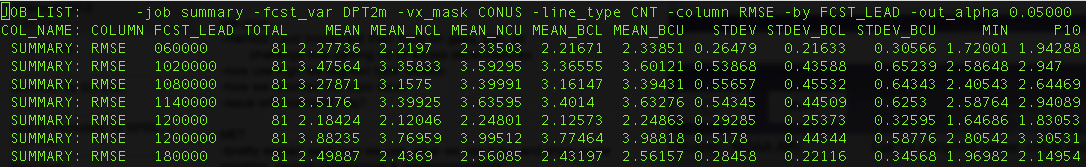 JOB_LIST: -job summary -fcst_var DPT2m -vx_mask CONUS -line_type CNT -column RMSE -by FCST_LEAD -out_alpha 0.05000
COL_NAME: COLUMN FCST_LEAD TOTAL MEAN MEAN_NCL MEAN_NCU MEAN_BCL MEAN_BCU STDEV STDEV_BCL STDEV_BCU MIN P10
SUMMARY: RMSE 060000 81 2.27736 2.2197 2.33503 2.21671 2.33851 0.26479 0.21633 0.30566 1.72001 1.94288
SUMMARY: RMSE 1020000 81 3.47564 3.35833 3.59295 3.36555 3.60121 0.53868 0.43588 0.65239 2.58648 2.947
SUMMARY: RMSE 1080000 81 3.27871 3.1575 3.39991 3.16147 3.39431 0.55657 0.45532 0.64343 2.40543 2.64469
SUMMARY: RMSE 1140000 81 3.5176 3.39925 3.63595 3.4014 3.63276 0.54345 0.44509 0.6253 2.58764 2.94089
SUMMARY: RMSE 120000 81 2.18424 2.12046 2.24801 2.12573 2.24863 0.29285 0.25373 0.32595 1.64686 1.83053
SUMMARY: RMSE 1200000 81 3.88235 3.76959 3.99512 3.77464 3.98818 0.5178 0.44344 0.58776 2.80542 3.30531
SUMMARY: RMSE 180000 81 2.49887 2.4369 2.56085 2.43197 2.56157 0.28458 0.22116 0.34568 1.96982 2.14954